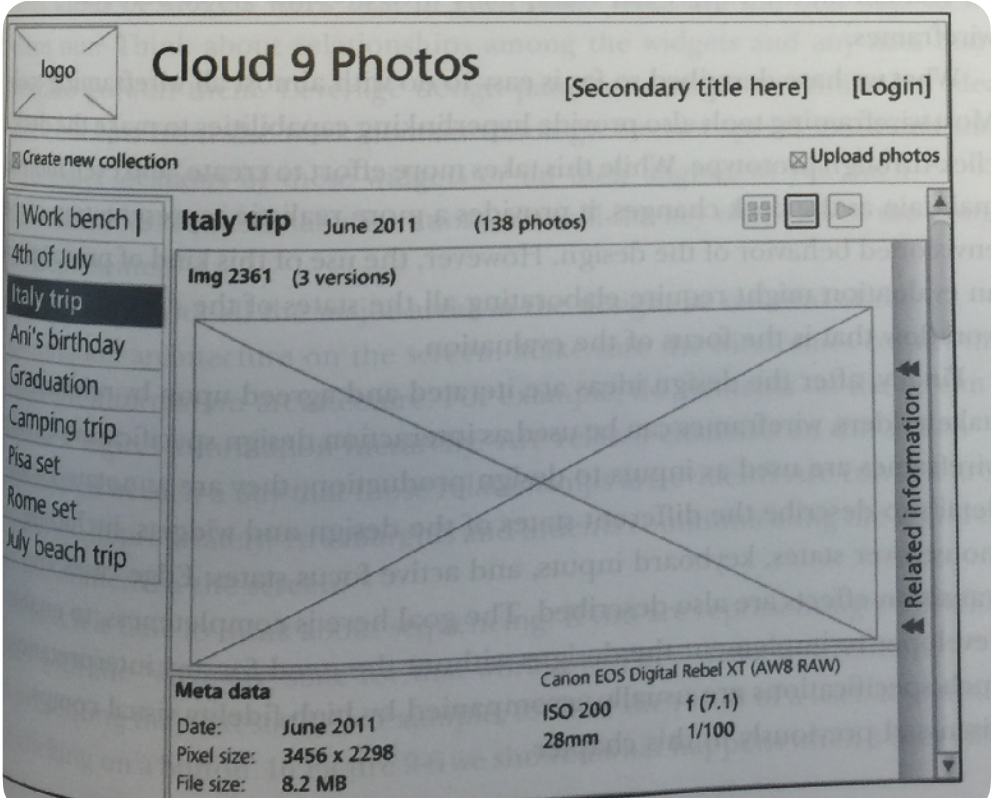 logo
Cloud 9 Photos
[Secondary title here] [Login]
Create new collection
Upload photos
|Work bench |
4th of July
Italy trip
Ani's birthday
Graduation
Camping trip
Pisa set
Rome set
July beach trip
Italy trip June 2011 (138 photos)
Img 2361 (3 versions)
Related information
Meta data
Date: June 2011
Pixel size: 3456 x 2298
File size: 8.2 MB
Canon EOS Digital Rebel XT (AW8 RAW)
ISO 200 f (7.1)
28mm 1/100